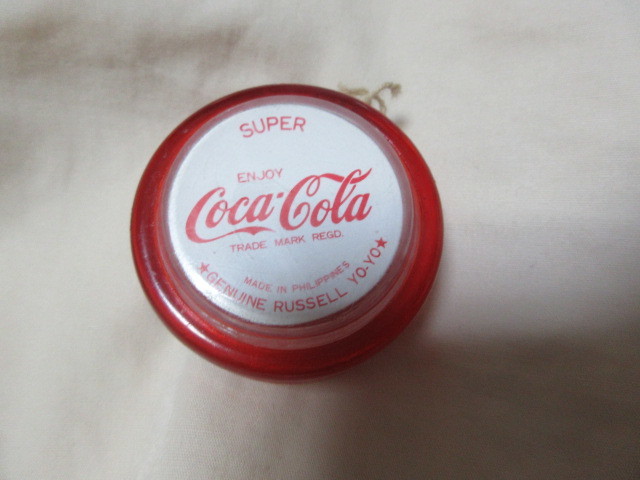 SUPER
ENJOY
Coca-Cola
TRADE MARK REGD.
MADE IN PHILIPPINES
★GENUINE RUSSELL YO-YO★